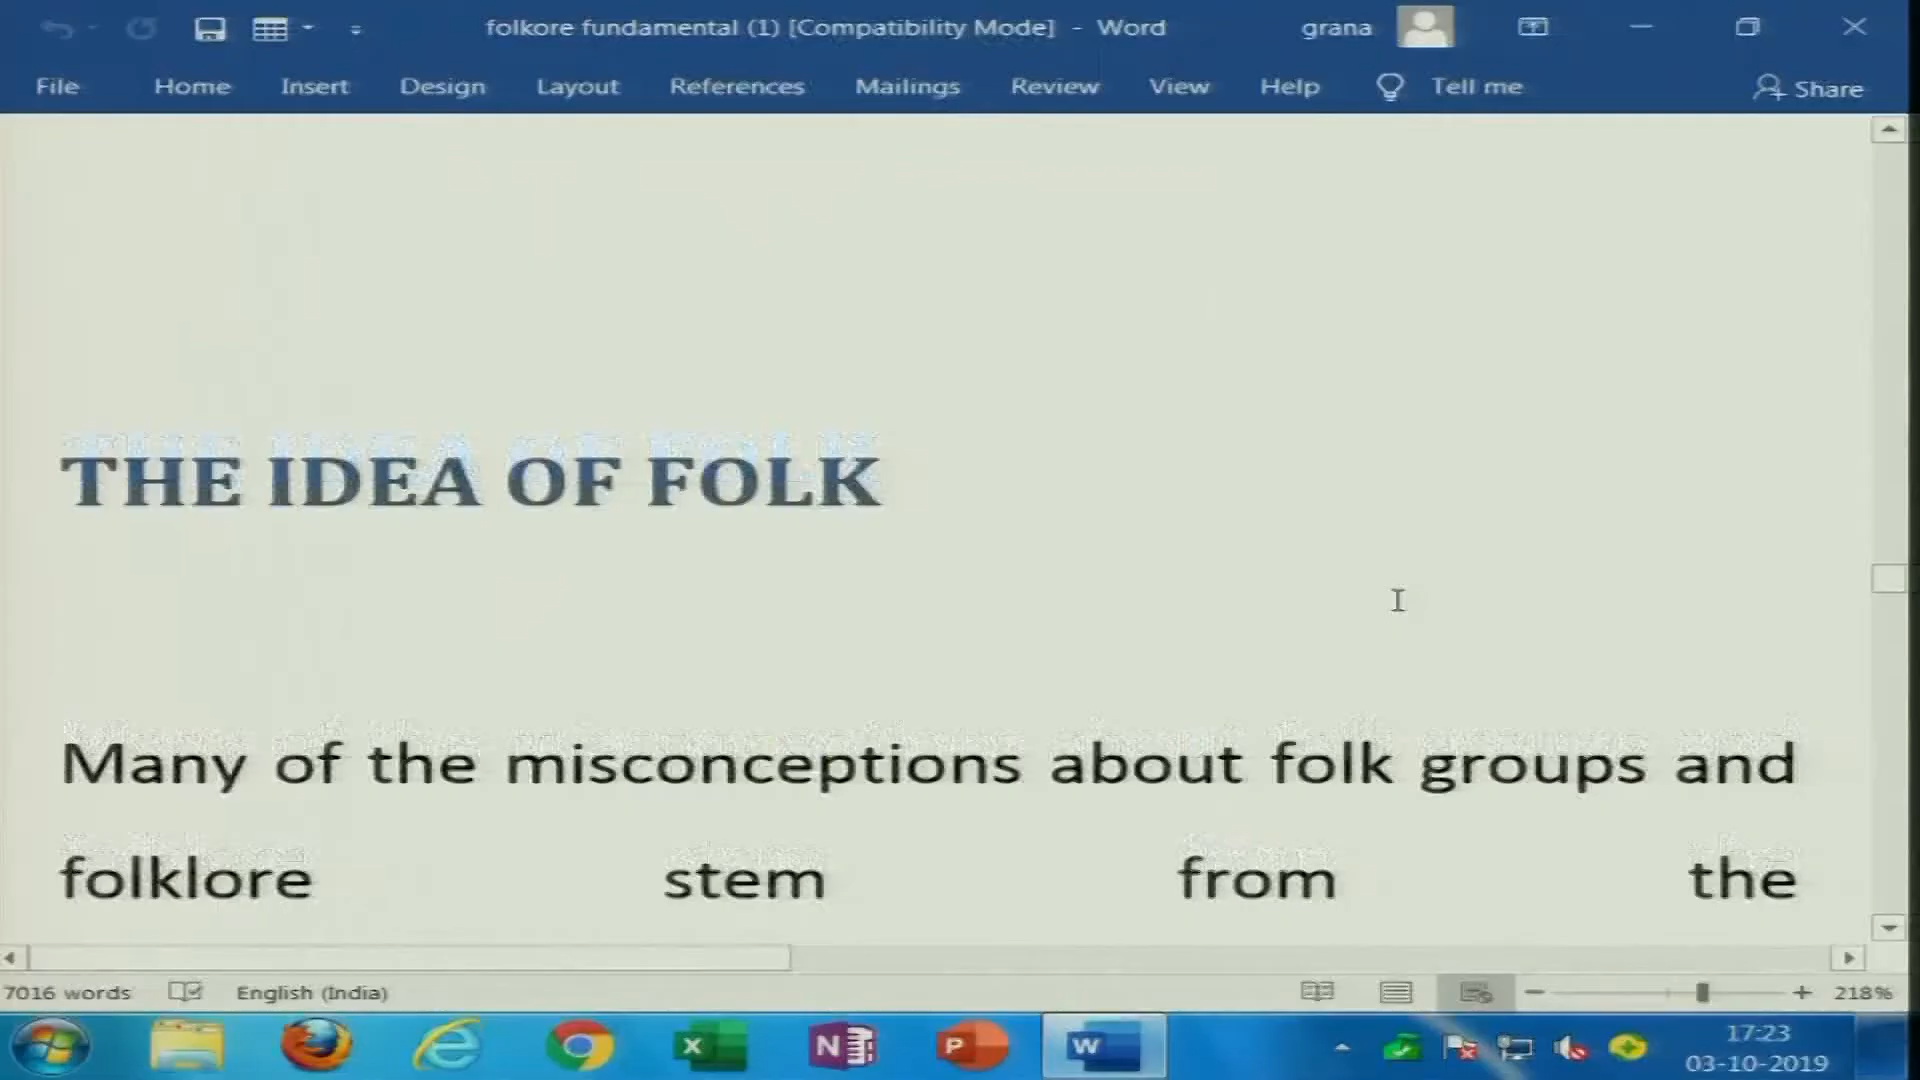 folkore fundamental (1) [Compatibility Mode] - Word
grana
File Home Insert Design Layout References Mailings Review View Help Tell me Share
THE IDEA OF FOLK
Many of the misconceptions about folk groups and
folklore stem from the
7016 words English (India) 218%
17:23
03-10-2019